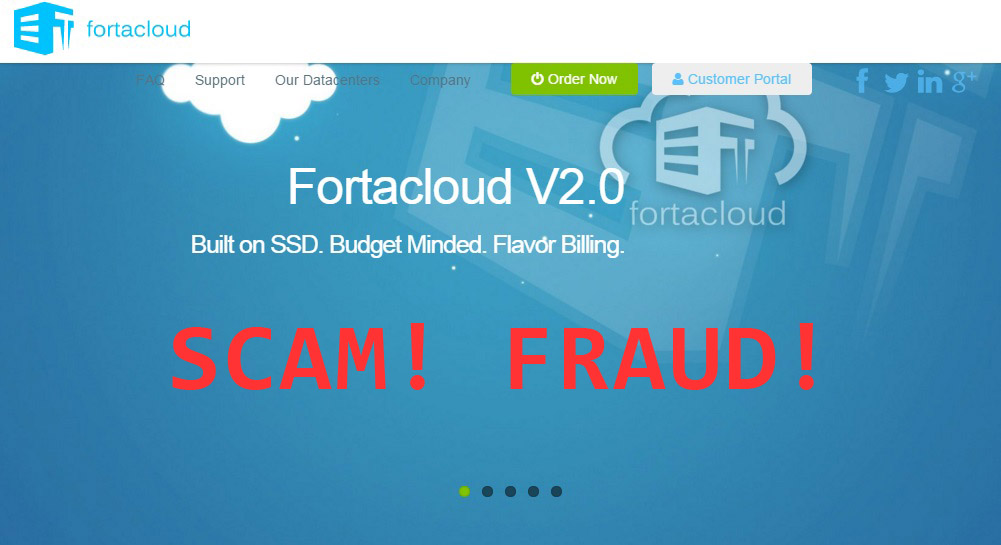 fortacloud
FAQ Support Our Datacenters Company Order Now Customer Portal
fortacloud
Fortacloud V2.0
Built on SSD. Budget Minded. Flavor Billing.
SCAM! FRAUD!